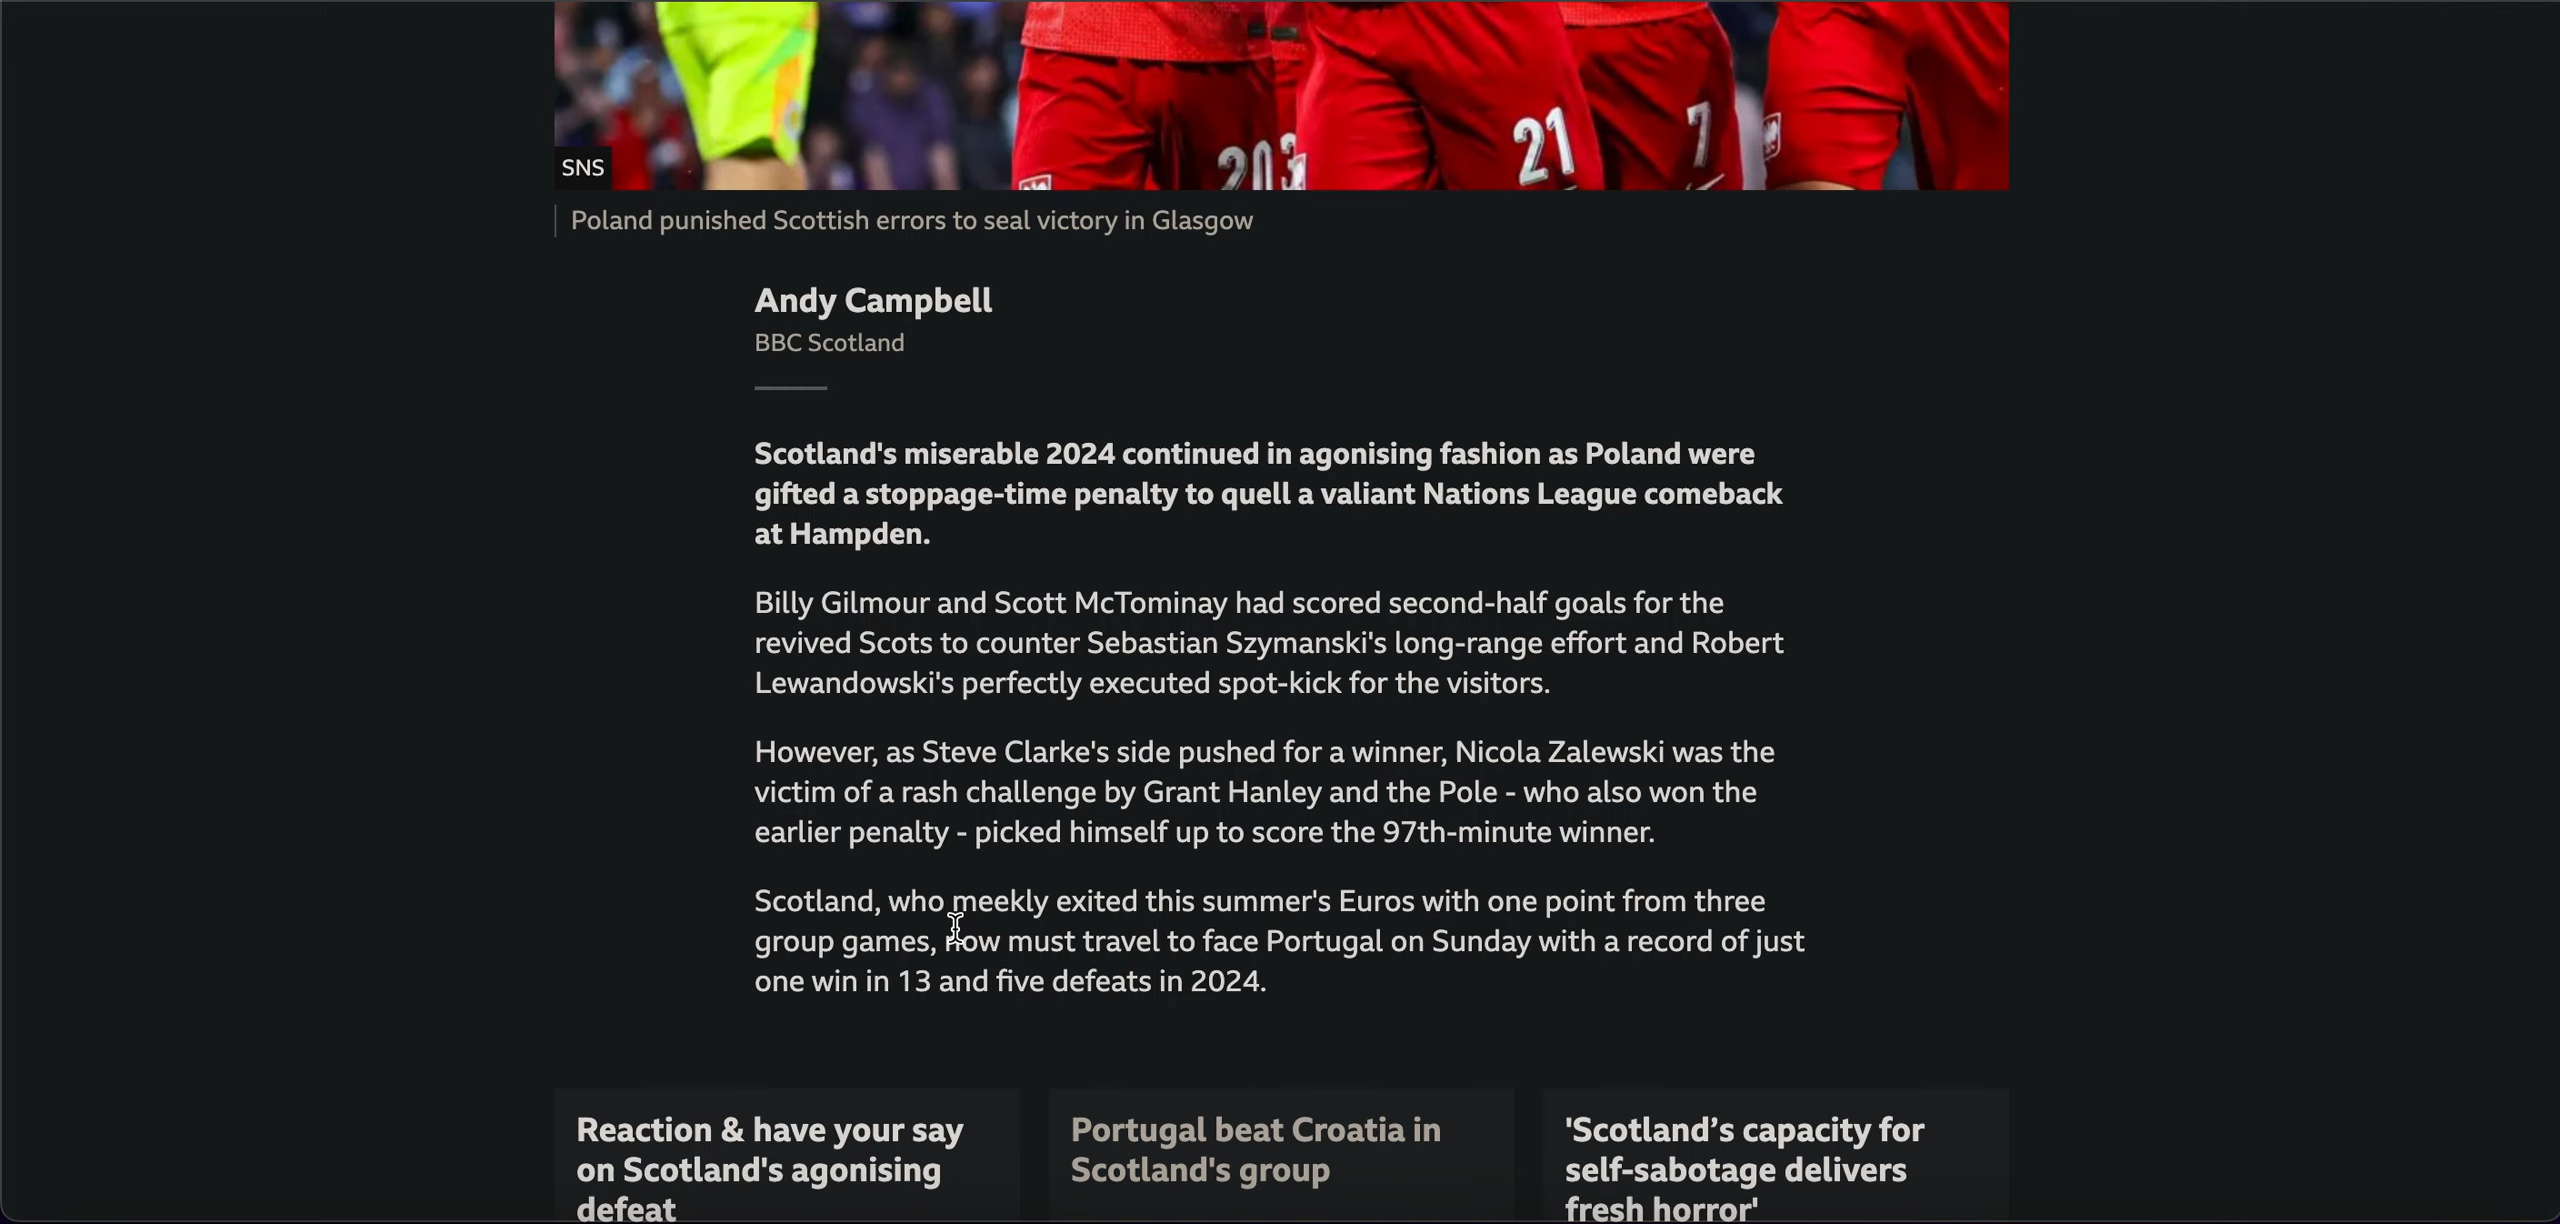 203
21
7
SNS
Poland punished Scottish errors to seal victory in Glasgow
Andy Campbell
BBC Scotland
Scotland's miserable 2024 continued in agonising fashion as Poland were
gifted a stoppage-time penalty to quell a valiant Nations League comeback
at Hampden.
Billy Gilmour and Scott McTominay had scored second-half goals for the
revived Scots to counter Sebastian Szymanski's long-range effort and Robert
Lewandowski's perfectly executed spot-kick for the visitors.
However, as Steve Clarke's side pushed for a winner, Nicola Zalewski was the
victim of a rash challenge by Grant Hanley and the Pole - who also won the
earlier penalty - picked himself up to score the 97th-minute winner.
Scotland, who meekly exited this summer's Euros with one point from three
group games, now must travel to face Portugal on Sunday with a record of just
one win in 13 and five defeats in 2024.
Reaction & have your say
on Scotland's agonising
defeat
Portugal beat Croatia in
Scotland's group
'Scotland’s capacity for
self-sabotage delivers
fresh horror'